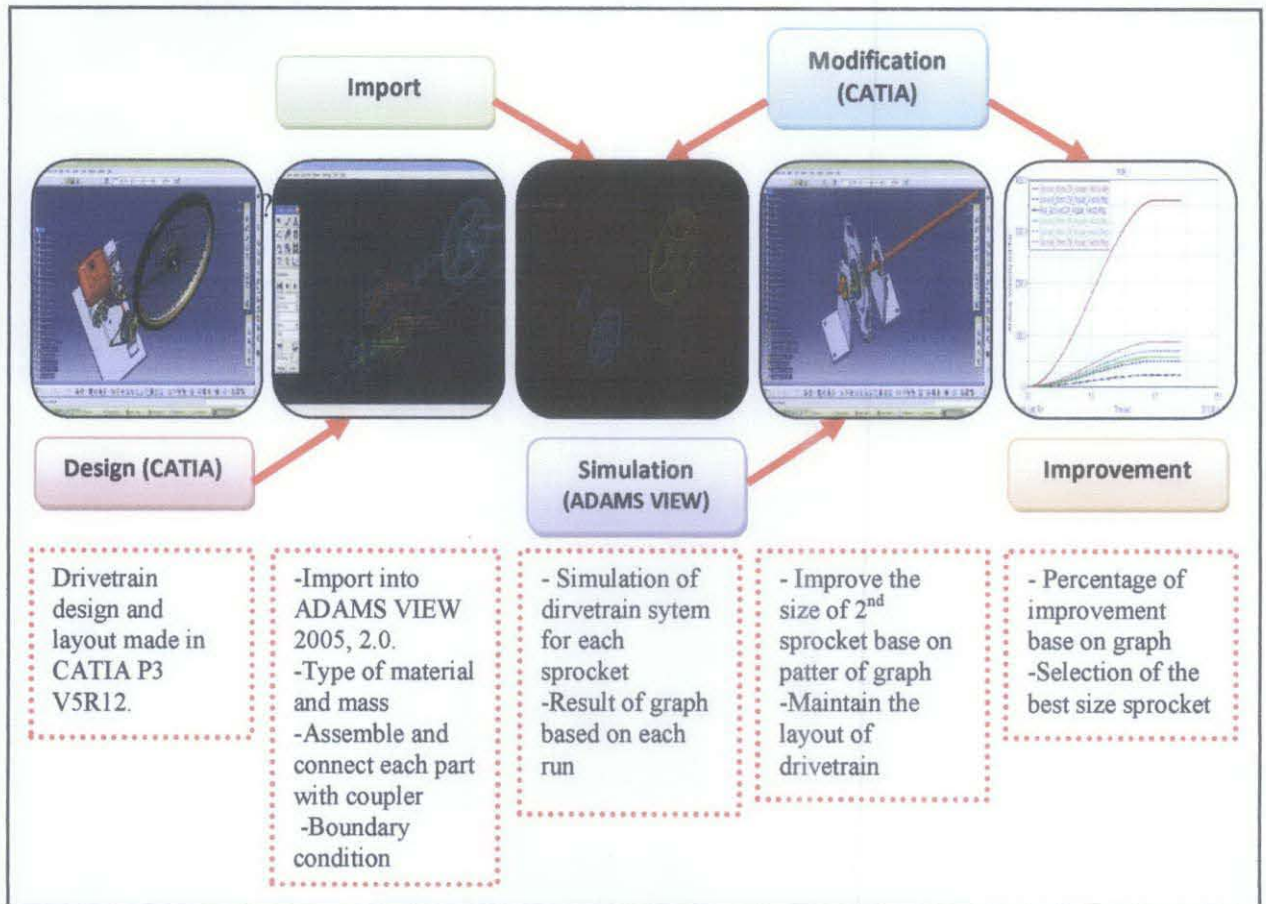 Import
Modification
(CATIA)
?
Design (CATIA)
Simulation
(ADAMS VIEW)
Improvement
Drivetrain
design and
layout made in
CATIA P3
V5R12.
-Import into
ADAMS VIEW
2005, 2.0.
-Type of material
and mass
-Assemble and
connect each part
with coupler
-Boundary
condition
- Simulation of
dirvetrain sytem
for each
sprocket
-Result of graph
based on each
run
- Improve the
size of 2nd
sprocket base on
patter of graph
-Maintain the
layout of
drivetrain
- Percentage of
improvement
base on graph
-Selection of the
best size sprocket